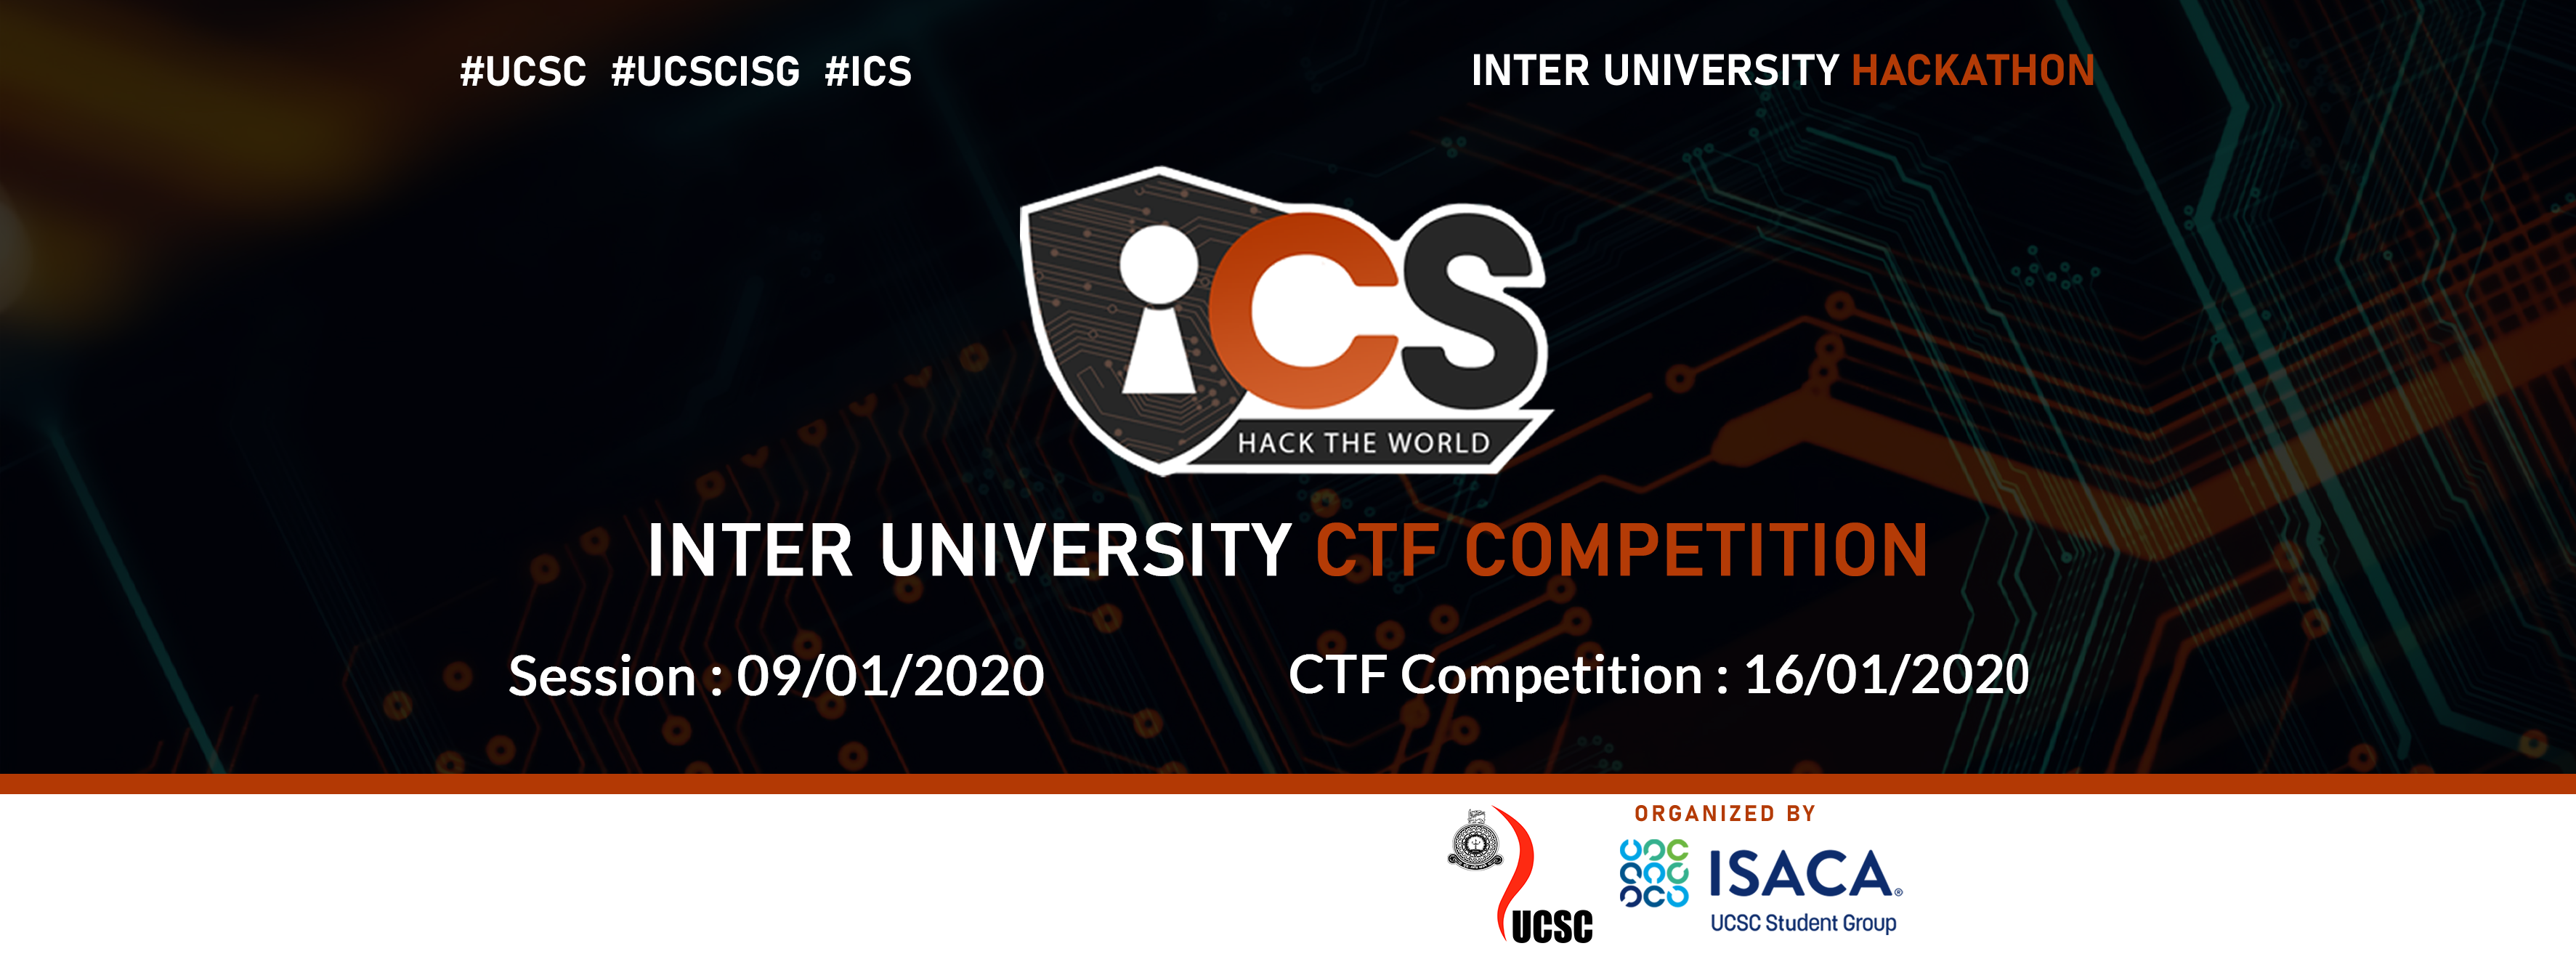 #UCSC #UCSCISG #ICS
INTER UNIVERSITY HACKATHON
iCS
HACK THE WORLD
INTER UNIVERSITY CTF COMPETITION
Session : 09/01/2020
CTF Competition : 16/01/2020
ORGANIZED BY
UCSC
ISACA®
UCSC Student Group